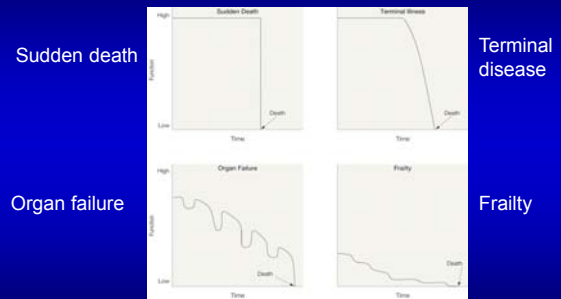 Sudden death
Sudden Death
High
Function
Low
Death
Time
Terminal Illness
Death
Time
Terminal
disease
Organ failure
Organ Failure
High
Function
Low
Death
Time
Frailty
Death
Time
Frailty